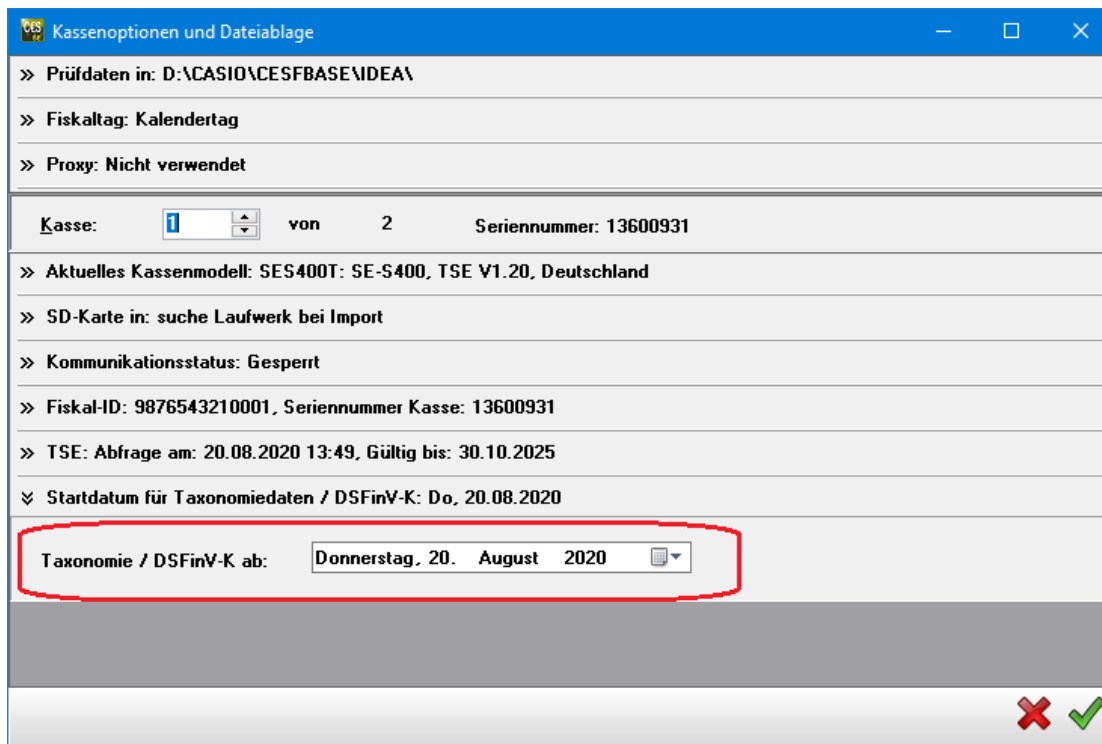 CES
Kassenoptionen und Dateiablage
» Prüfdaten in: D:\CASIO\CESFBASE\IDEA\
» Fiskaltag: Kalendertag
» Proxy: Nicht verwendet
Kasse: 1 von 2 Seriennummer: 13600931
» Aktuelles Kassenmodell: SES400T: SE-S400, TSE V1.20, Deutschland
» SD-Karte in: suche Laufwerk bei Import
» Kommunikationsstatus: Gesperrt
» Fiskal-ID: 9876543210001, Seriennummer Kasse: 13600931
» TSE: Abfrage am: 20.08.2020 13:49, Gültig bis: 30.10.2025
Startdatum für Taxonomiedaten / DSFinV-K: Do, 20.08.2020
Taxonomie / DSFinV-K ab: Donnerstag, 20. August 2020